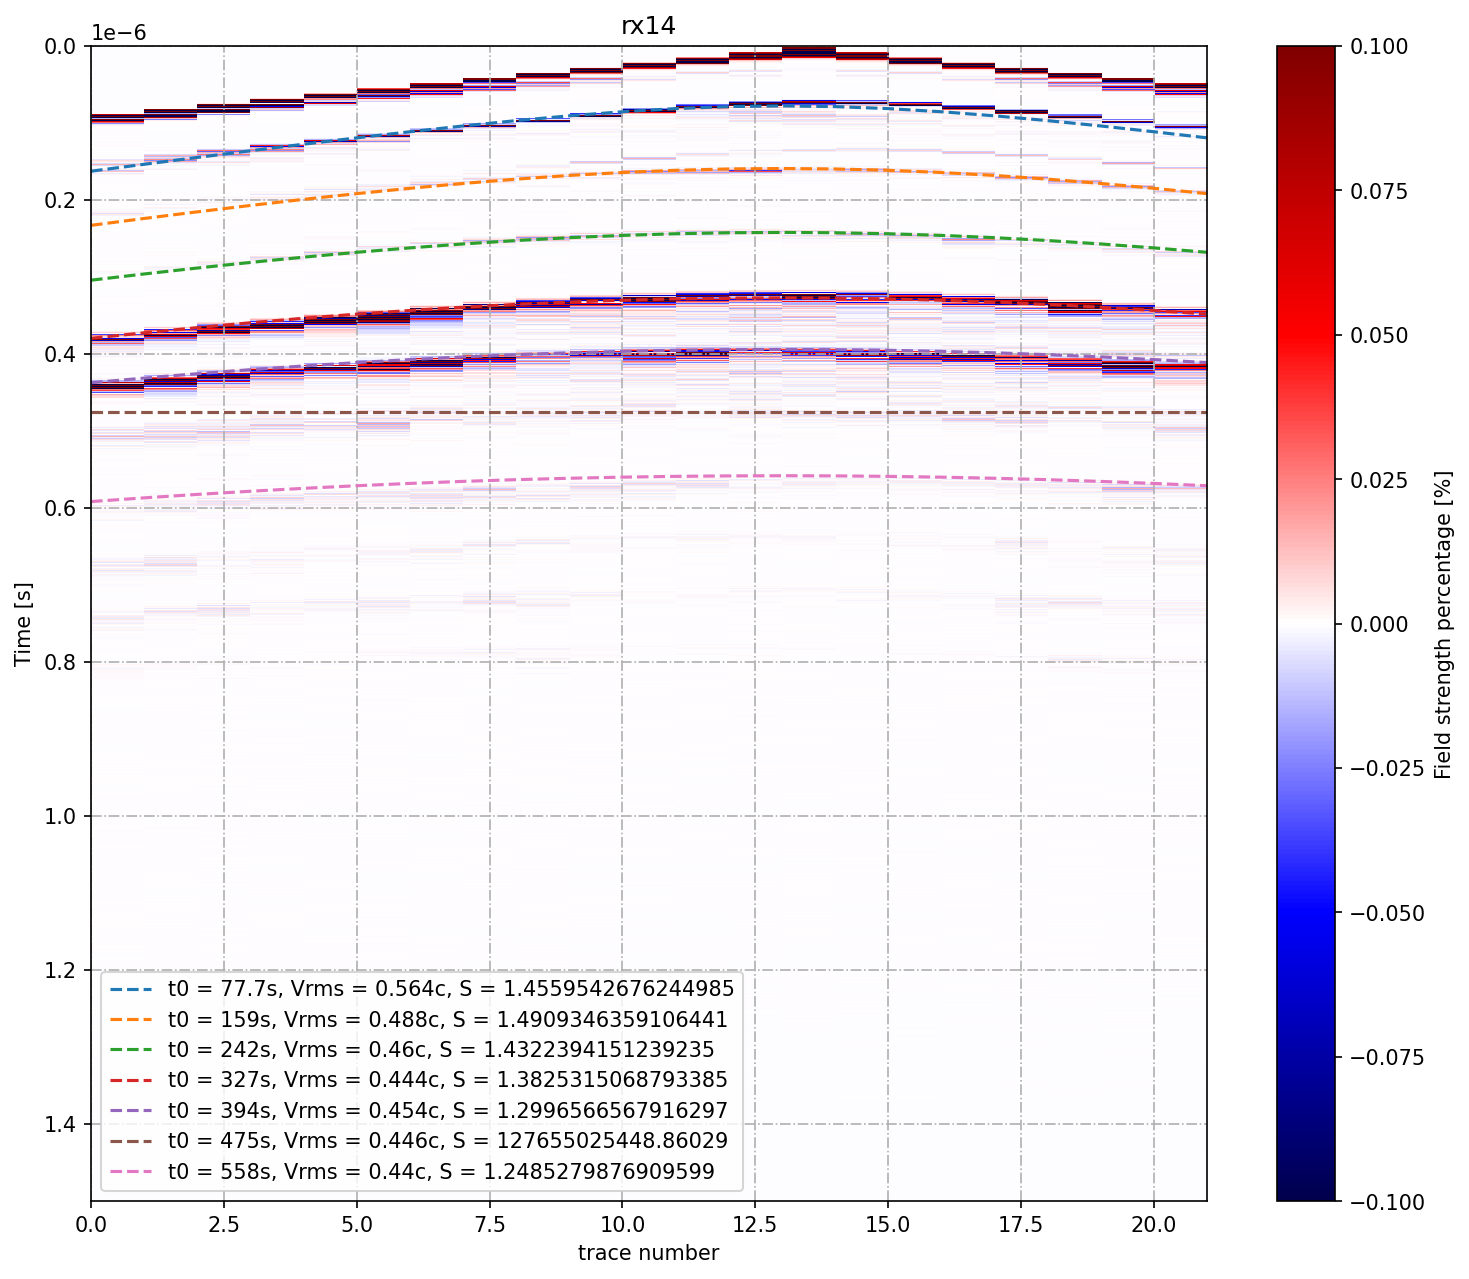 rx14
1e−6
0.0
0.2
0.4
0.6
0.8
1.0
1.2
1.4
Time [s]
t0 = 77.7s, Vrms = 0.564c, S = 1.4559542676244985
t0 = 159s, Vrms = 0.488c, S = 1.4909346359106441
t0 = 242s, Vrms = 0.46c, S = 1.4322394151239235
t0 = 327s, Vrms = 0.444c, S = 1.3825315068793385
t0 = 394s, Vrms = 0.454c, S = 1.2996566567916297
t0 = 475s, Vrms = 0.446c, S = 127655025448.86029
t0 = 558s, Vrms = 0.44c, S = 1.2485279876909599
0.0 2.5 5.0 7.5 10.0 12.5 15.0 17.5 20.0
trace number
0.100
0.075
0.050
0.025
0.000
−0.025
−0.050
−0.075
−0.100
Field strength percentage [%]